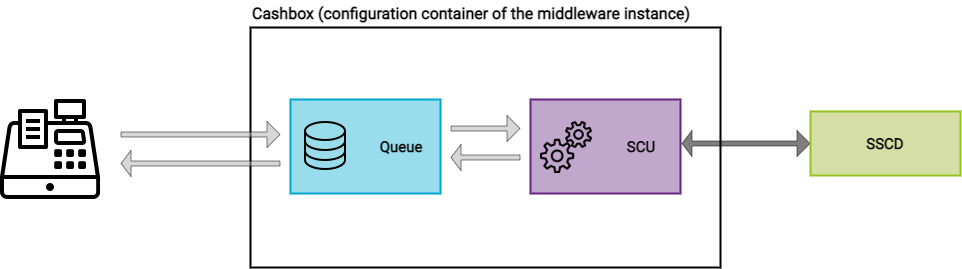 Cashbox (configuration container of the middleware instance)
Queue
SCU
SSCD